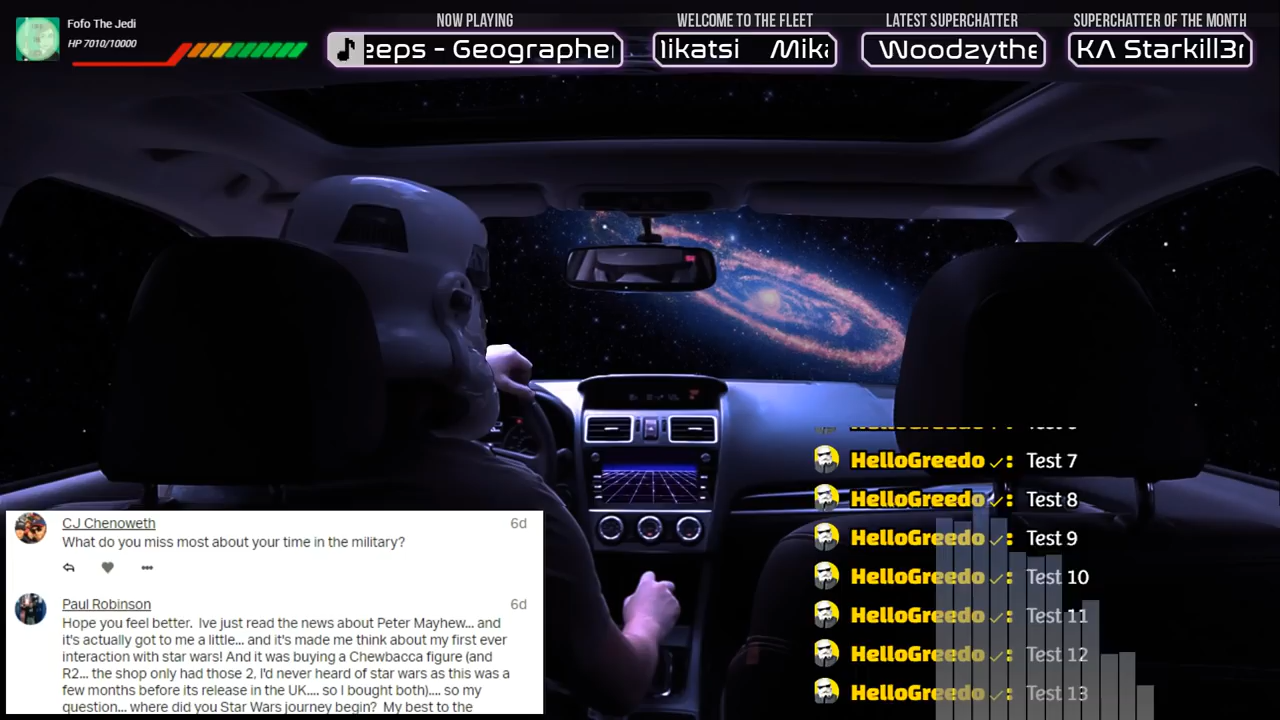 Fofo The Jedi
HP 7010/10000
NOW PLAYING
eeps - Geographer
WELCOME TO THE FLEET
likatsi Mika
LATEST SUPERCHATTER
Woodzythe
SUPERCHATTER OF THE MONTH
KΛ Starkill3r
HelloGreedo ✓: Test 7
HelloGreedo ✓: Test 8
HelloGreedo ✓: Test 9
HelloGreedo ✓: Test 10
HelloGreedo ✓: Test 11
HelloGreedo ✓: Test 12
HelloGreedo ✓: Test 13
CJ Chenoweth 6d
What do you miss most about your time in the military?
Paul Robinson 6d
Hope you feel better. Ive just read the news about Peter Mayhew... and
it's actually got to me a little... and it's made me think about my first ever
interaction with star wars! And it was buying a Chewbacca figure (and
R2... the shop only had those 2, I'd never heard of star wars as this was a
few months before its release in the UK.... so I bought both).... so my
question... where did you Star Wars journey begin? My best to the